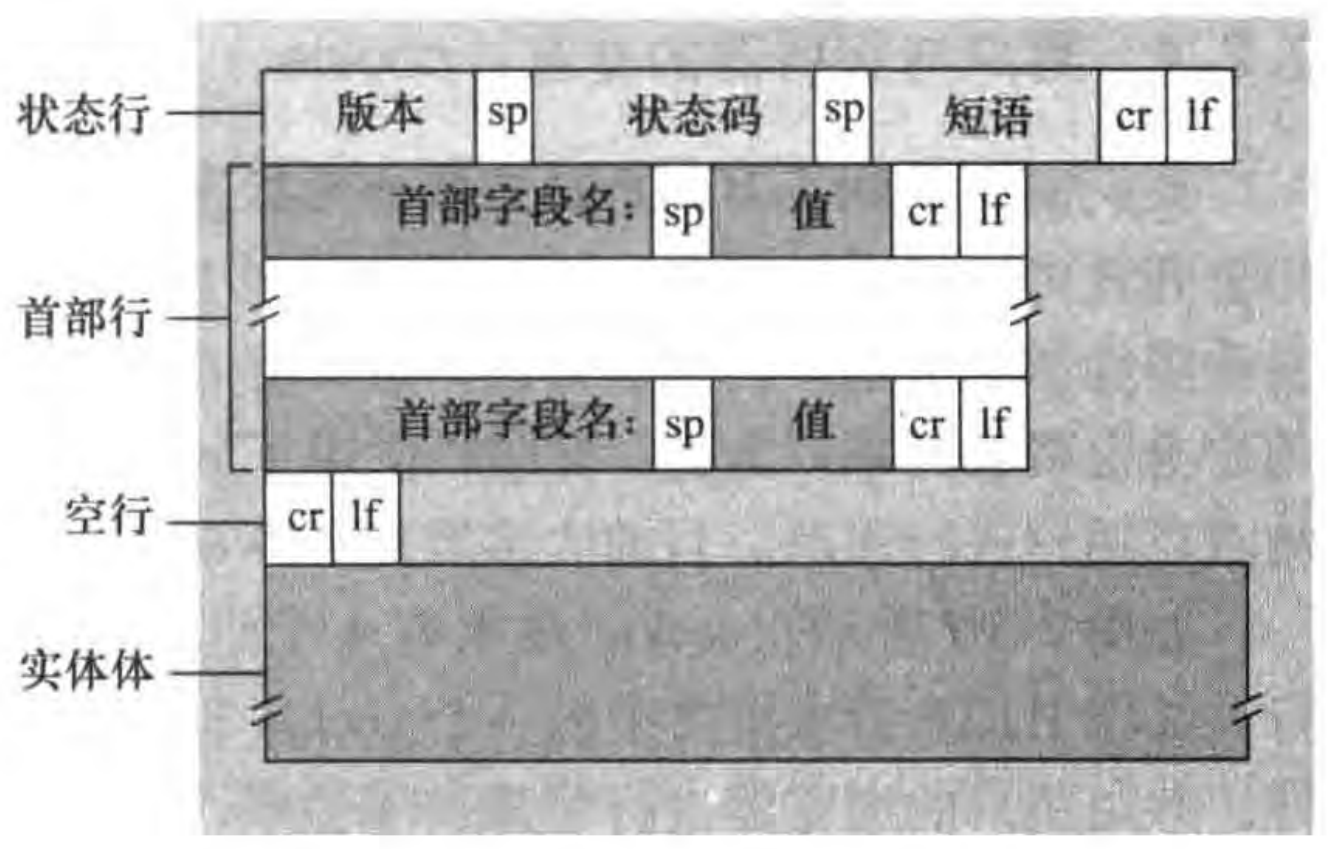 状态行 版本 sp 状态码 sp 短语 cr lf
首部字段名: sp 值 cr lf
首部行
首部字段名: sp 值 cr lf
空行 cr lf
实体体